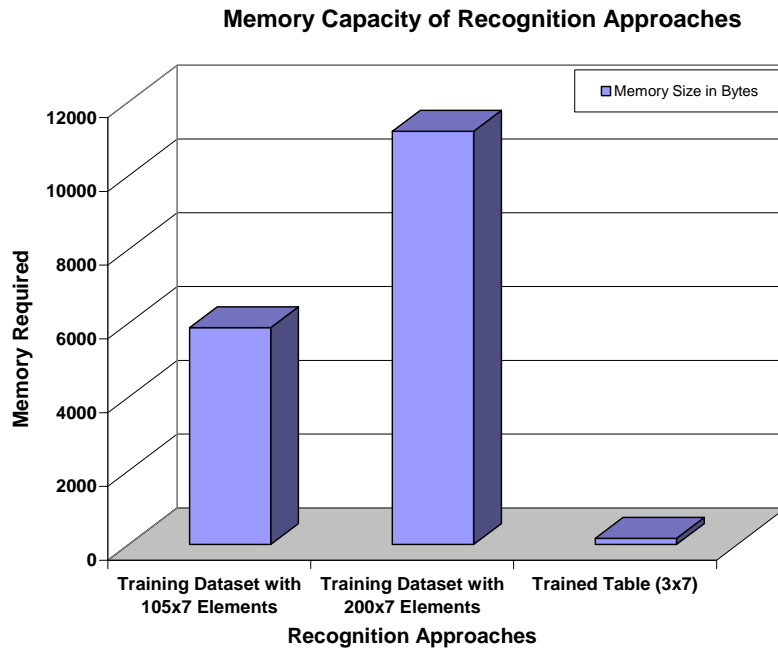 Memory Capacity of Recognition Approaches
Memory Size in Bytes
12000
10000
8000
6000
4000
2000
0
Memory Required
Training Dataset with
105x7 Elements
Training Dataset with
200x7 Elements
Trained Table (3x7)
Recognition Approaches